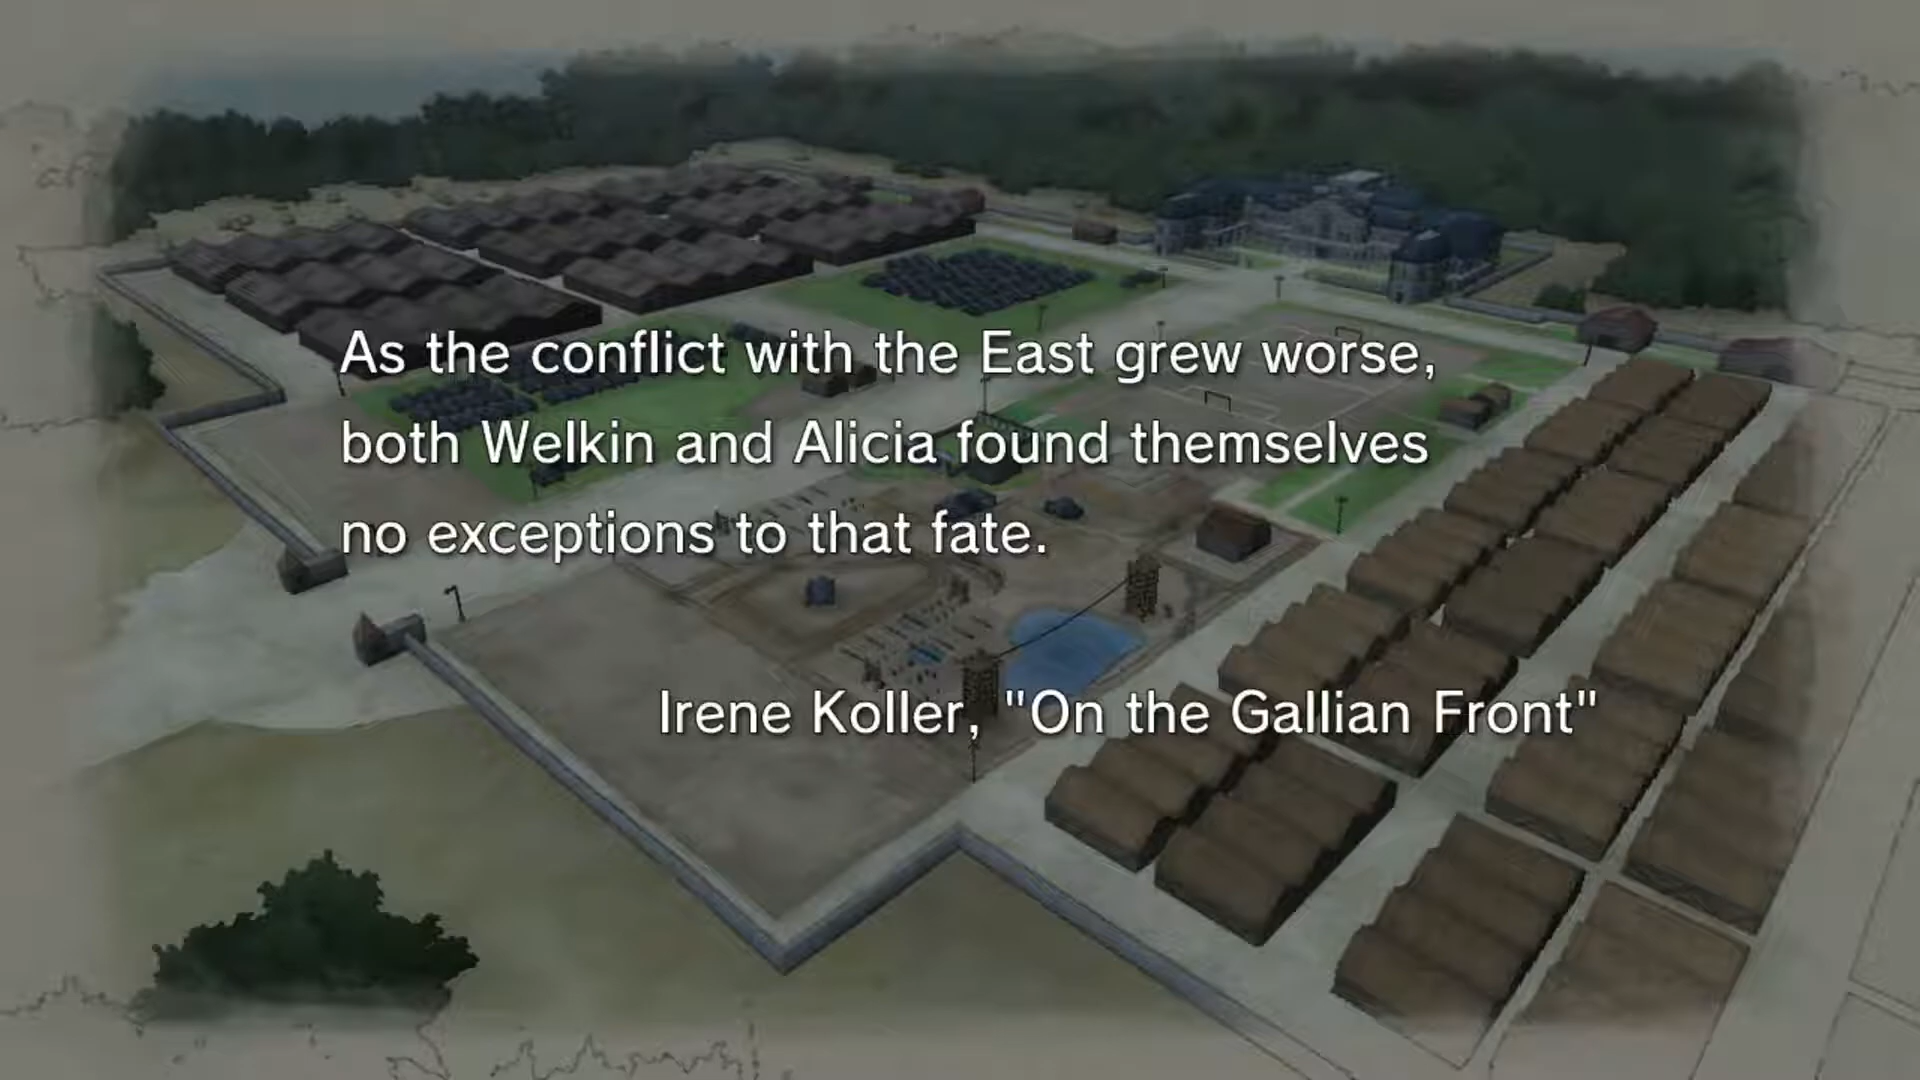 As the conflict with the East grew worse,
both Welkin and Alicia found themselves
no exceptions to that fate.
Irene Koller, "On the Gallian Front"